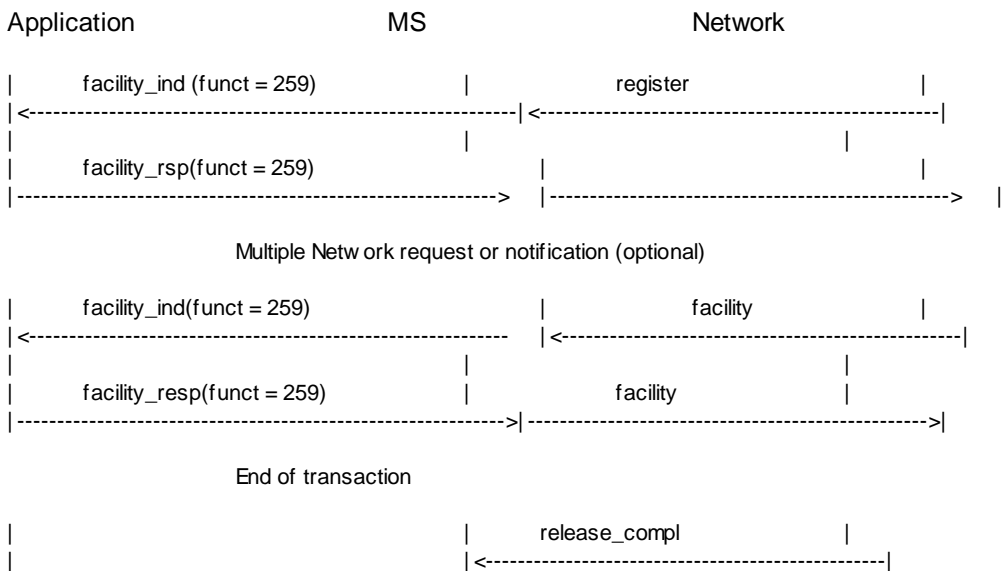 Application MS Network
| facility_ind (funct = 259) | register |
|<--------------------------------------------------------------|<--------------------------------------------------|
| | |
| facility_rsp(funct = 259) | |
|------------------------------------------------------------> |--------------------------------------------------> |
Multiple Network request or notification (optional)
| facility_ind(funct = 259) | facility |
|<------------------------------------------------------------ |<--------------------------------------------------|
| | |
| facility_resp(funct = 259) | facility |
|------------------------------------------------------------->|-------------------------------------------------->|
End of transaction
| | release_compl |
| |<--------------------------------------------------|